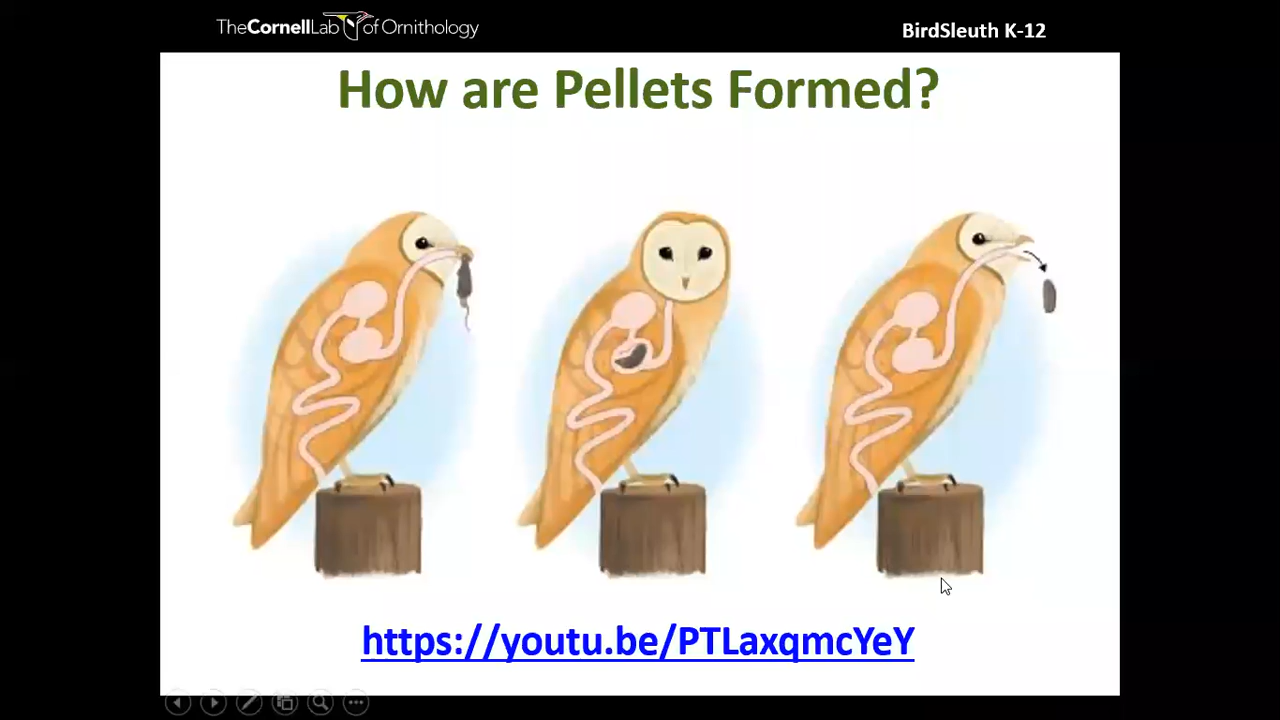 TheCornellLab of Ornithology
BirdSleuth K-12
How are Pellets Formed?
https://youtu.be/PTLaxqmcYeY